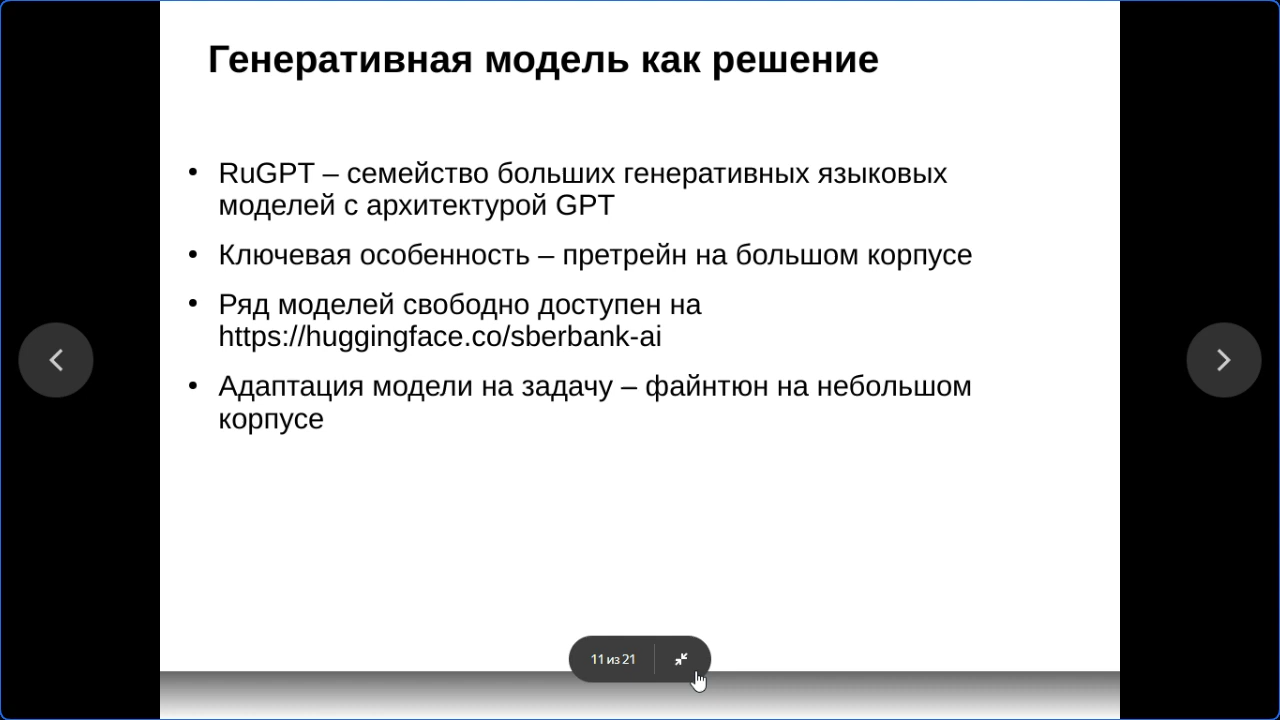 Генеративная модель как решение
• RuGPT – семейство больших генеративных языковых
моделей с архитектурой GPT
• Ключевая особенность – претрейн на большом корпусе
• Ряд моделей свободно доступен на
https://huggingface.co/sberbank-ai
• Адаптация модели на задачу – файнтюн на небольшом
корпусе
11 из 21